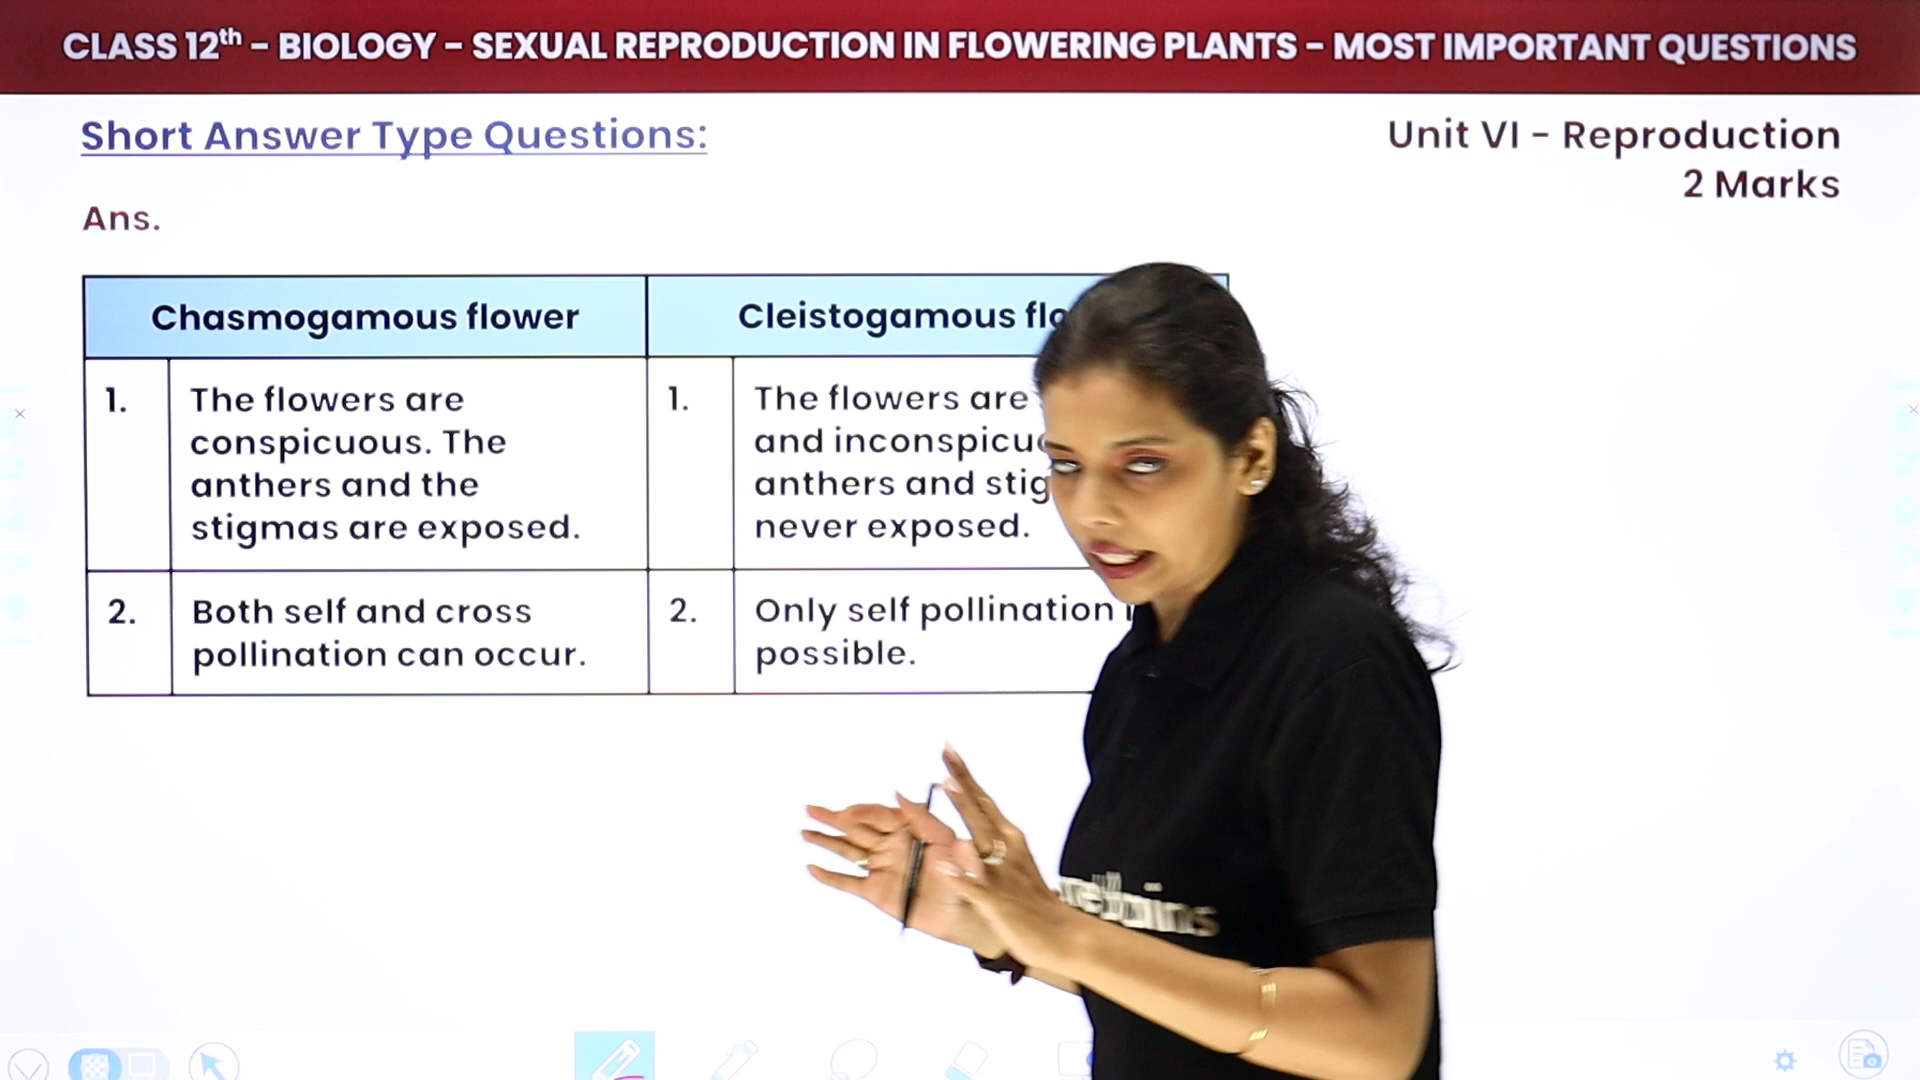 CLASS 12th – BIOLOGY – SEXUAL REPRODUCTION IN FLOWERING PLANTS – MOST IMPORTANT QUESTIONS
Short Answer Type Questions:
Unit VI – Reproduction
2 Marks
Ans.
Chasmogamous flower
Cleistogamous
1.
The flowers are
conspicuous. The
anthers and the
stigmas are exposed.
1.
The flowers are
and
anthers and
never exposed.
2.
Both self and cross
pollination can occur.
2.
Only self pollination
possible.